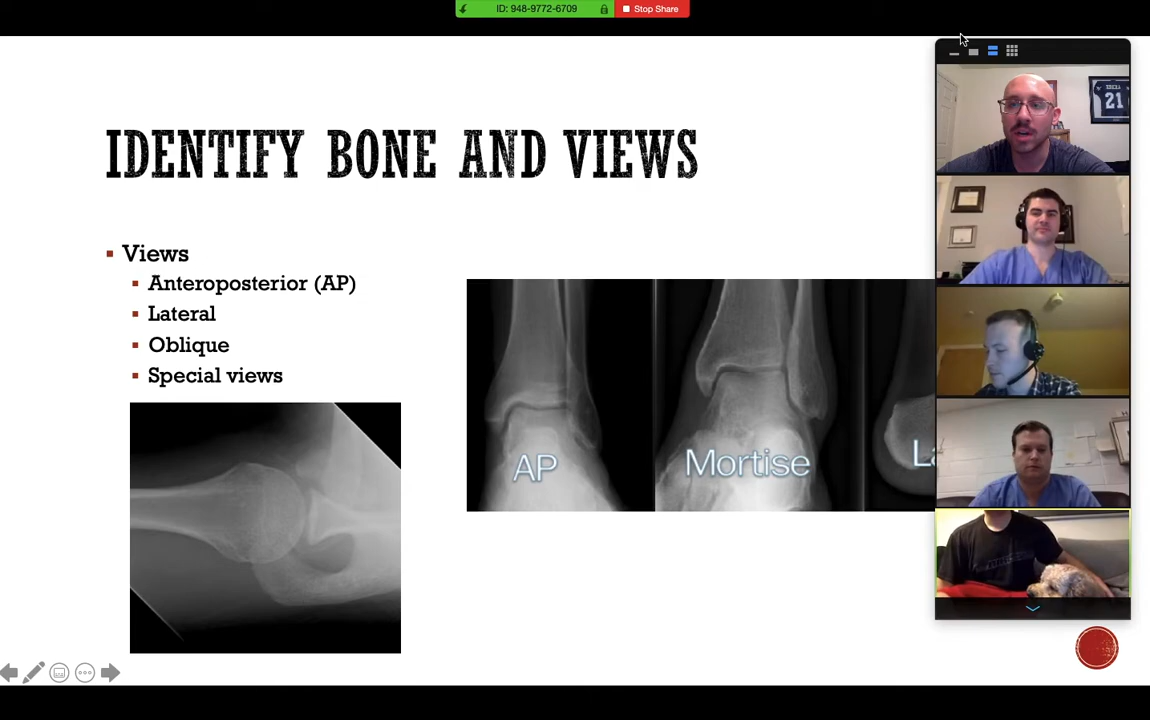 ID: 948-9772-6709
Stop Share
IDENTIFY BONE AND VIEWS
Views
Anteroposterior (AP)
Lateral
Oblique
Special views
AP
Mortise
21